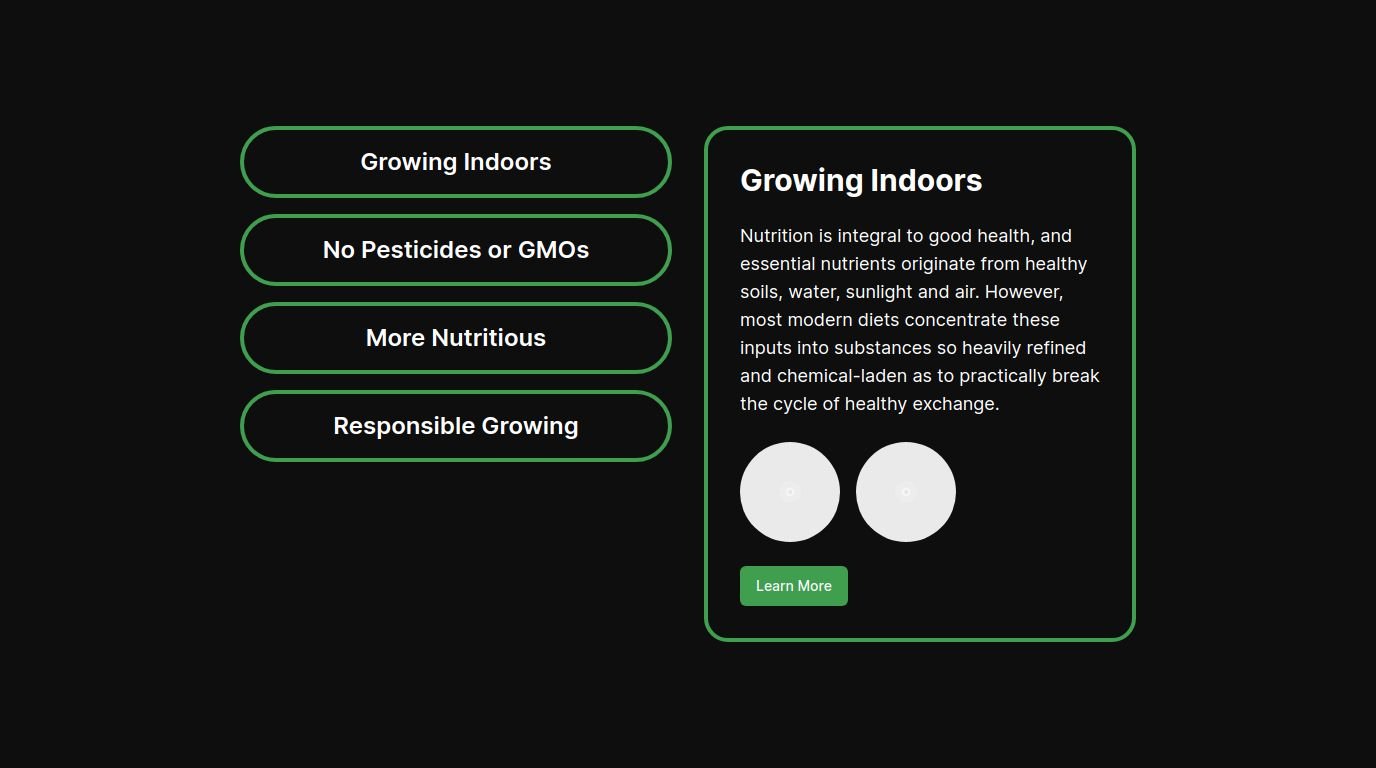 Growing Indoors
No Pesticides or GMOs
More Nutritious
Responsible Growing
Growing Indoors
Nutrition is integral to good health, and
essential nutrients originate from healthy
soils, water, sunlight and air. However,
most modern diets concentrate these
inputs into substances so heavily refined
and chemical-laden as to practically break
the cycle of healthy exchange.
Learn More